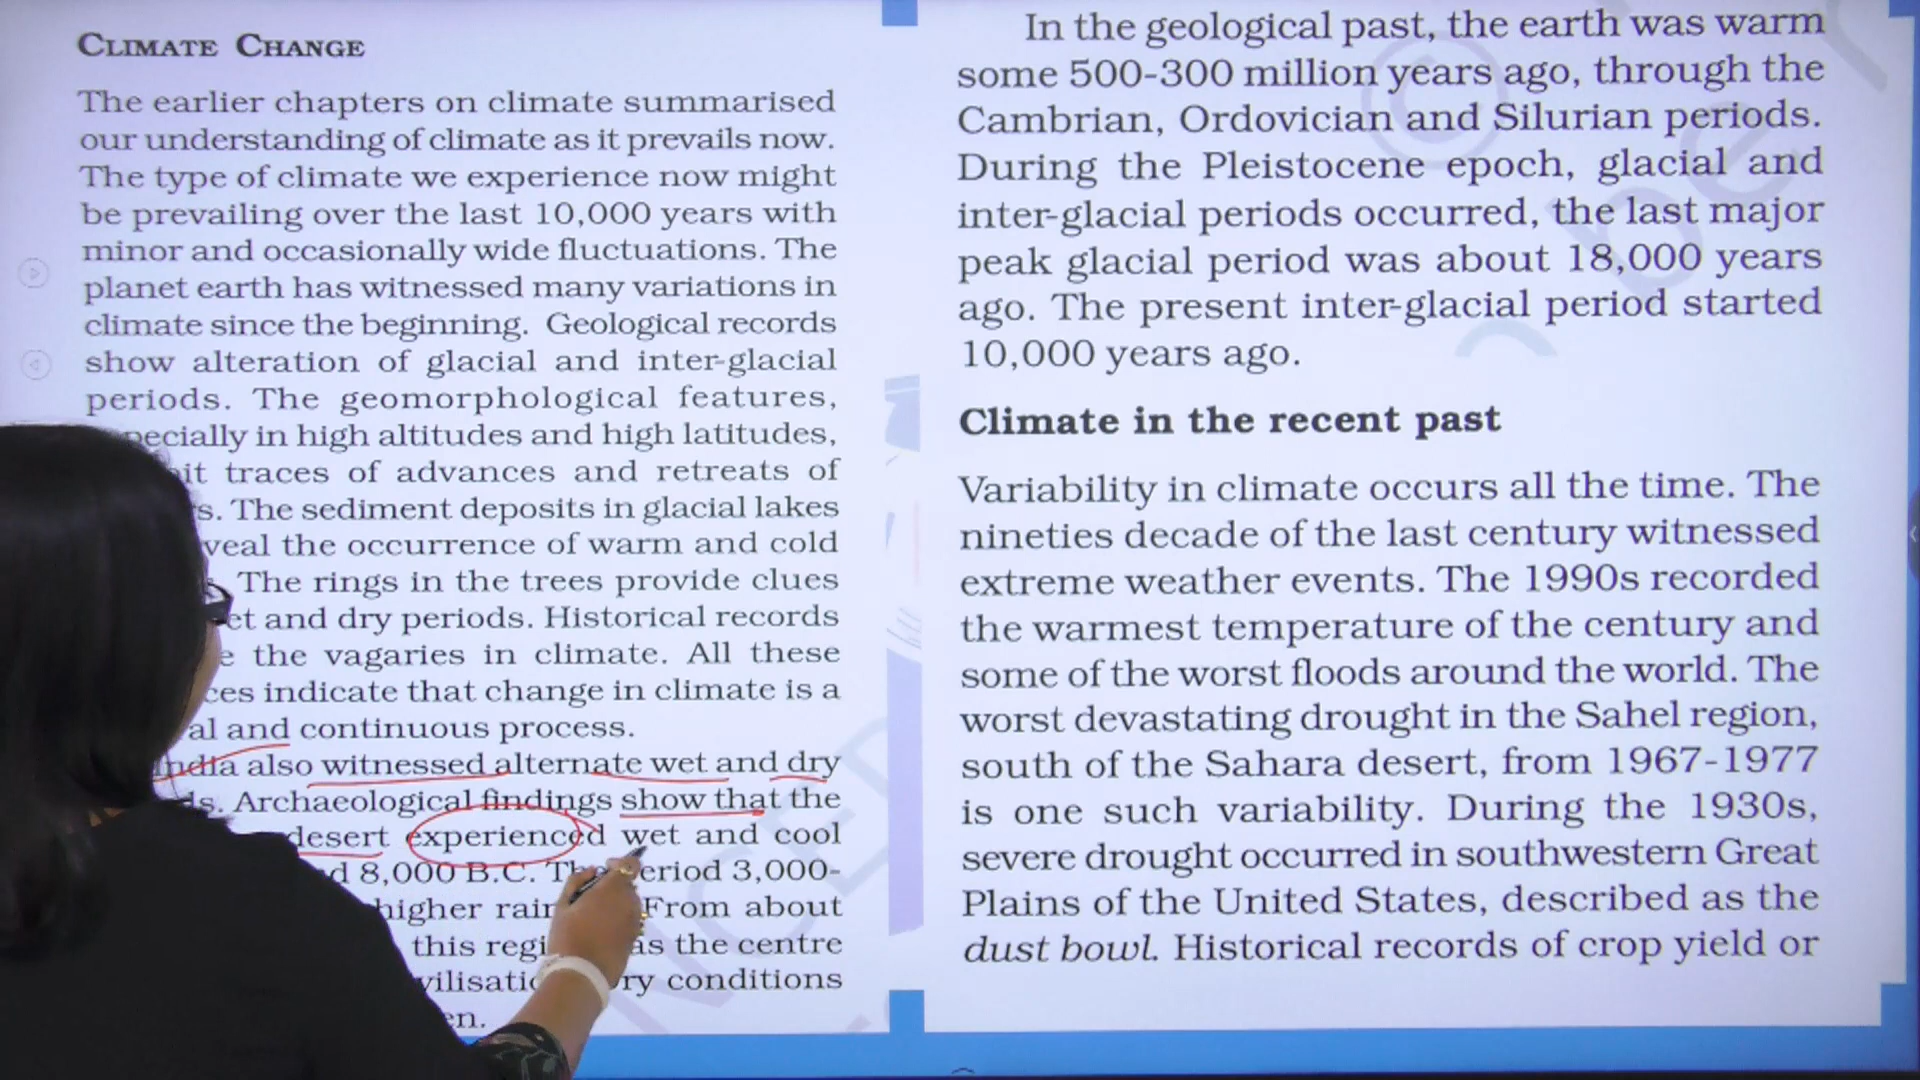 CLIMATE CHANGE
The earlier chapters on climate summarised
our understanding of climate as it prevails now.
The type of climate we experience now might
be prevailing over the last 10,000 years with
minor and occasionally wide fluctuations. The
planet earth has witnessed many variations in
climate since the beginning. Geological records
show alteration of glacial and inter-glacial
periods. The geomorphological features,
pecially in high altitudes and high latitudes,
it traces of advances and retreats of
s. The sediment deposits in glacial lakes
veal the occurrence of warm and cold
The rings in the trees provide clues
et and dry periods. Historical records
e the vagaries in climate. All these
ces indicate that change in climate is a
al and continuous process.
India also witnessed alternate wet and dry
ds. Archaeological findings show that the
desert experienced wet and cool
d 8,000 B.C. The period 3,000-
higher rain From about
this regi as the centre
vilisatio ry conditions
en.
In the geological past, the earth was warm
some 500-300 million years ago, through the
Cambrian, Ordovician and Silurian periods.
During the Pleistocene epoch, glacial and
inter-glacial periods occurred, the last major
peak glacial period was about 18,000 years
ago. The present inter-glacial period started
10,000 years ago.
Climate in the recent past
Variability in climate occurs all the time. The
nineties decade of the last century witnessed
extreme weather events. The 1990s recorded
the warmest temperature of the century and
some of the worst floods around the world. The
worst devastating drought in the Sahel region,
south of the Sahara desert, from 1967-1977
is one such variability. During the 1930s,
severe drought occurred in southwestern Great
Plains of the United States, described as the
dust bowl. Historical records of crop yield or